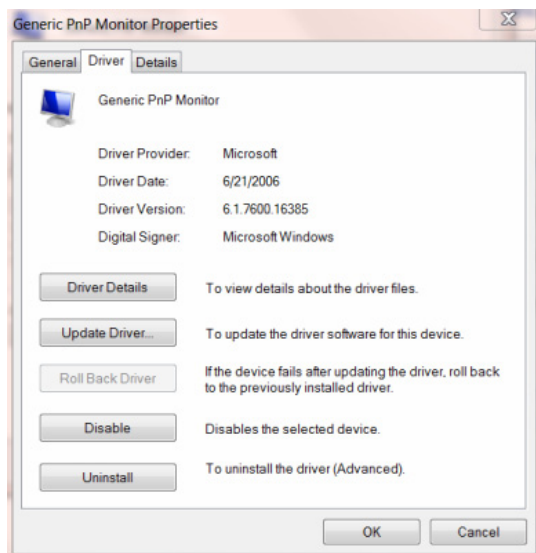 Generic PnP Monitor Properties
General Driver Details
Generic PnP Monitor
Driver Provider: Microsoft
Driver Date: 6/21/2006
Driver Version: 6.1.7600.16385
Digital Signer: Microsoft Windows
Driver Details To view details about the driver files.
Update Driver... To update the driver software for this device.
Roll Back Driver If the device fails after updating the driver, roll back
to the previously installed driver.
Disable Disables the selected device.
Uninstall To uninstall the driver (Advanced).
OK Cancel